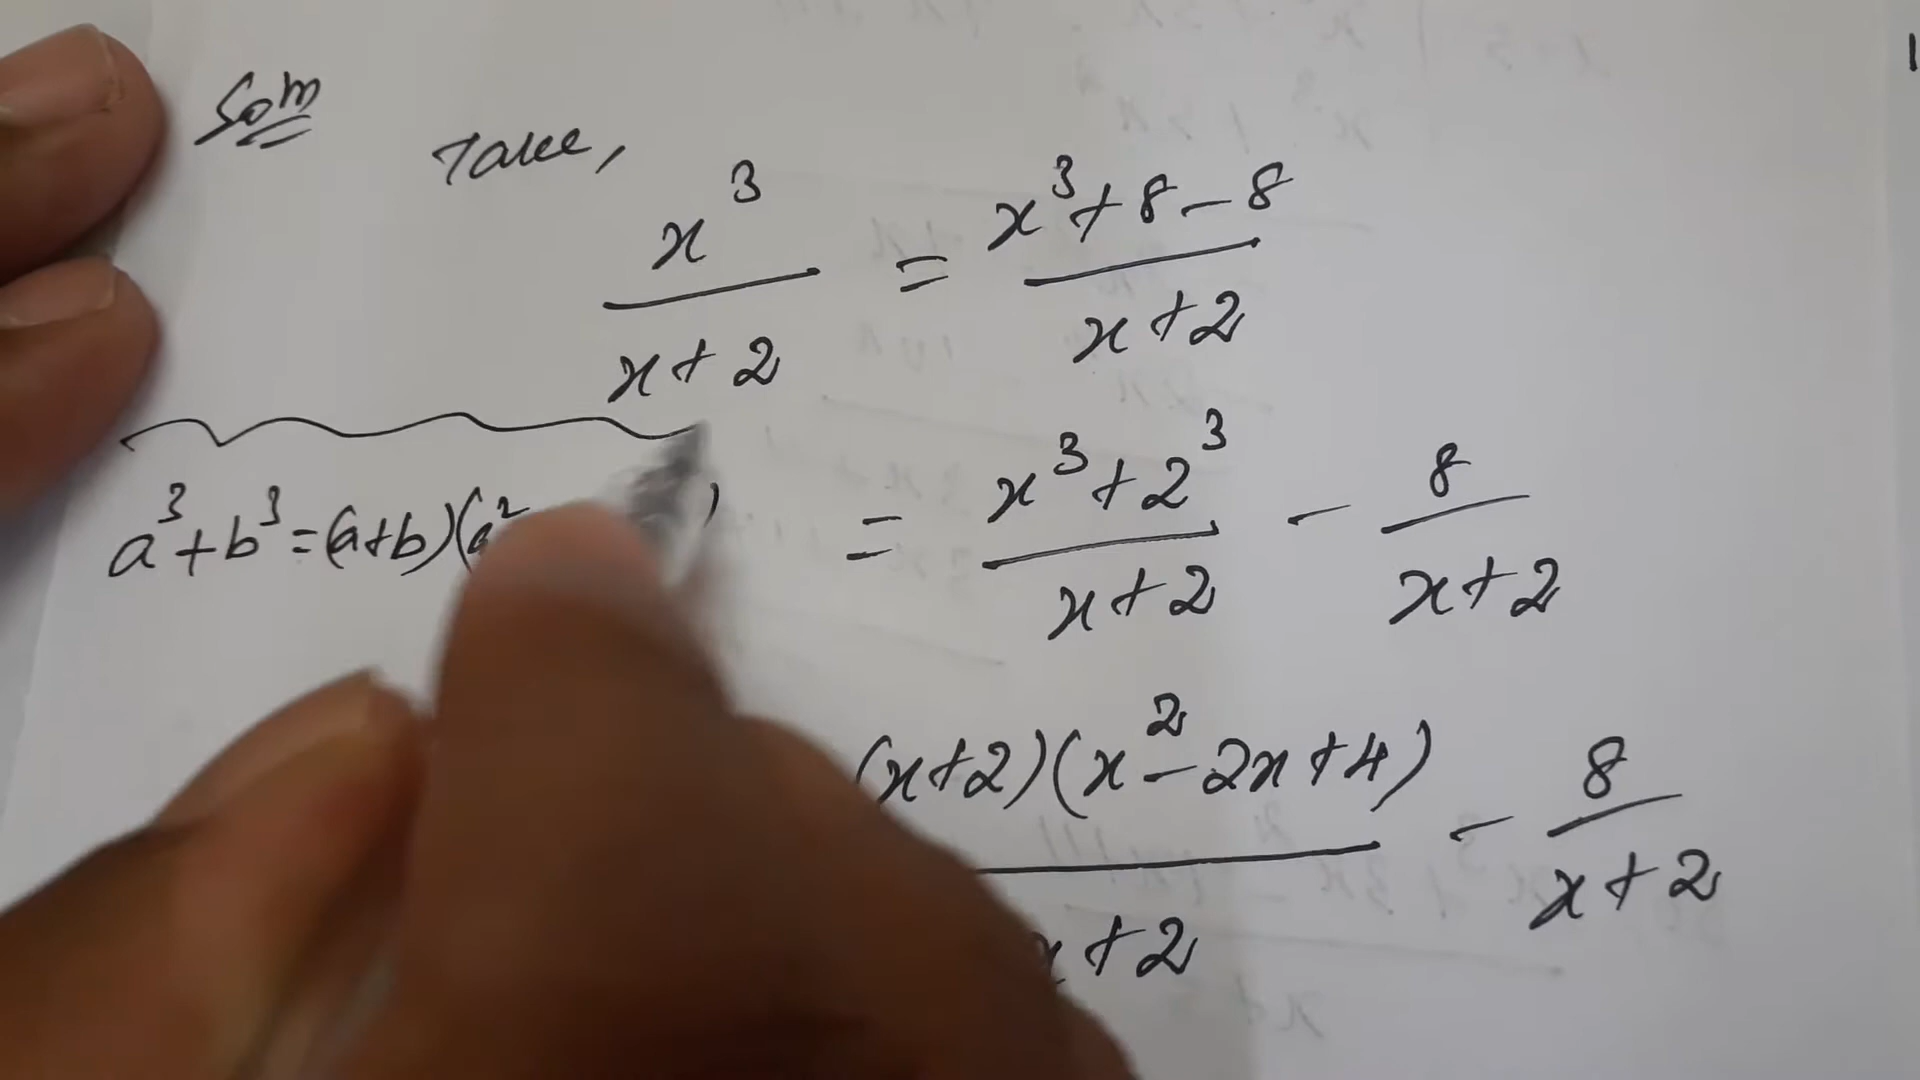 Soln
Take,
x³/(x+2) = (x³+8-8)/(x+2)
= (x³+2³)/(x+2) - 8/(x+2)
a³+b³=(a+b)(a²
(x+2)(x²-2x+4)/(x+2) - 8/(x+2)